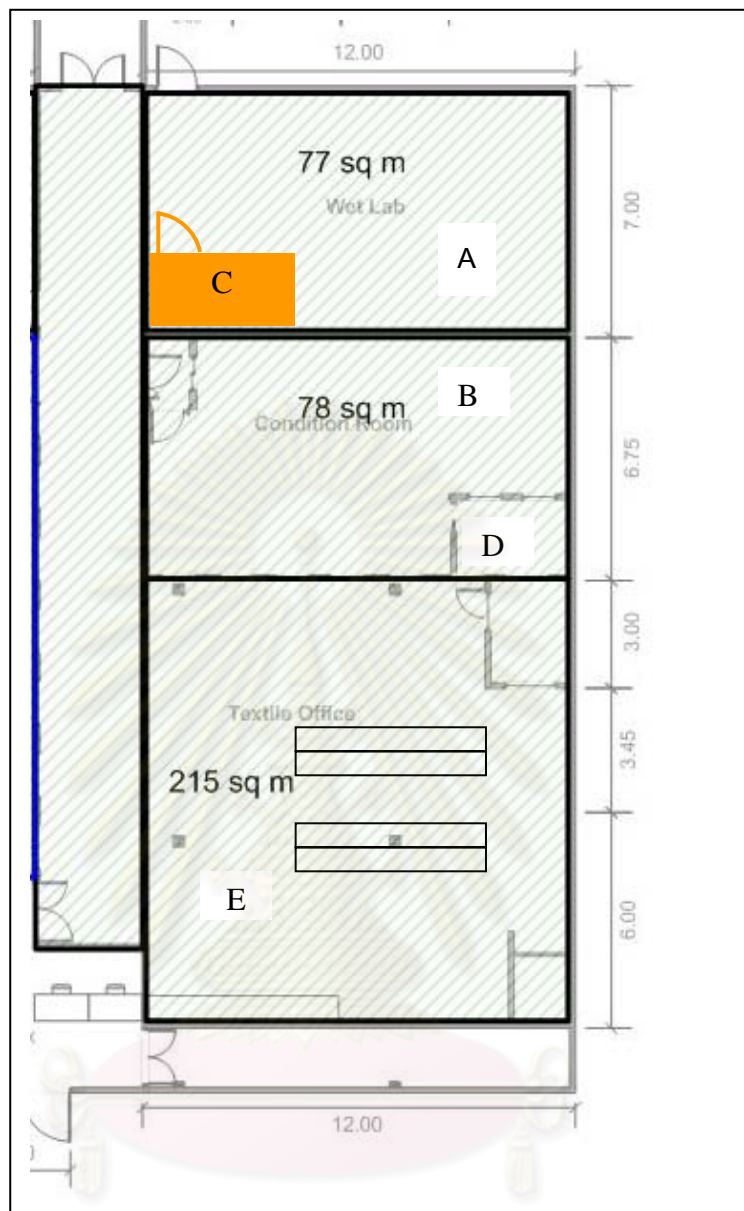 12.00
77 sq m
Wet Lab
A
7.00
C
B
78 sq m
Condition Room
6.75
D
3.00
Textile Office
3.45
215 sq m
E
6.00
12.00